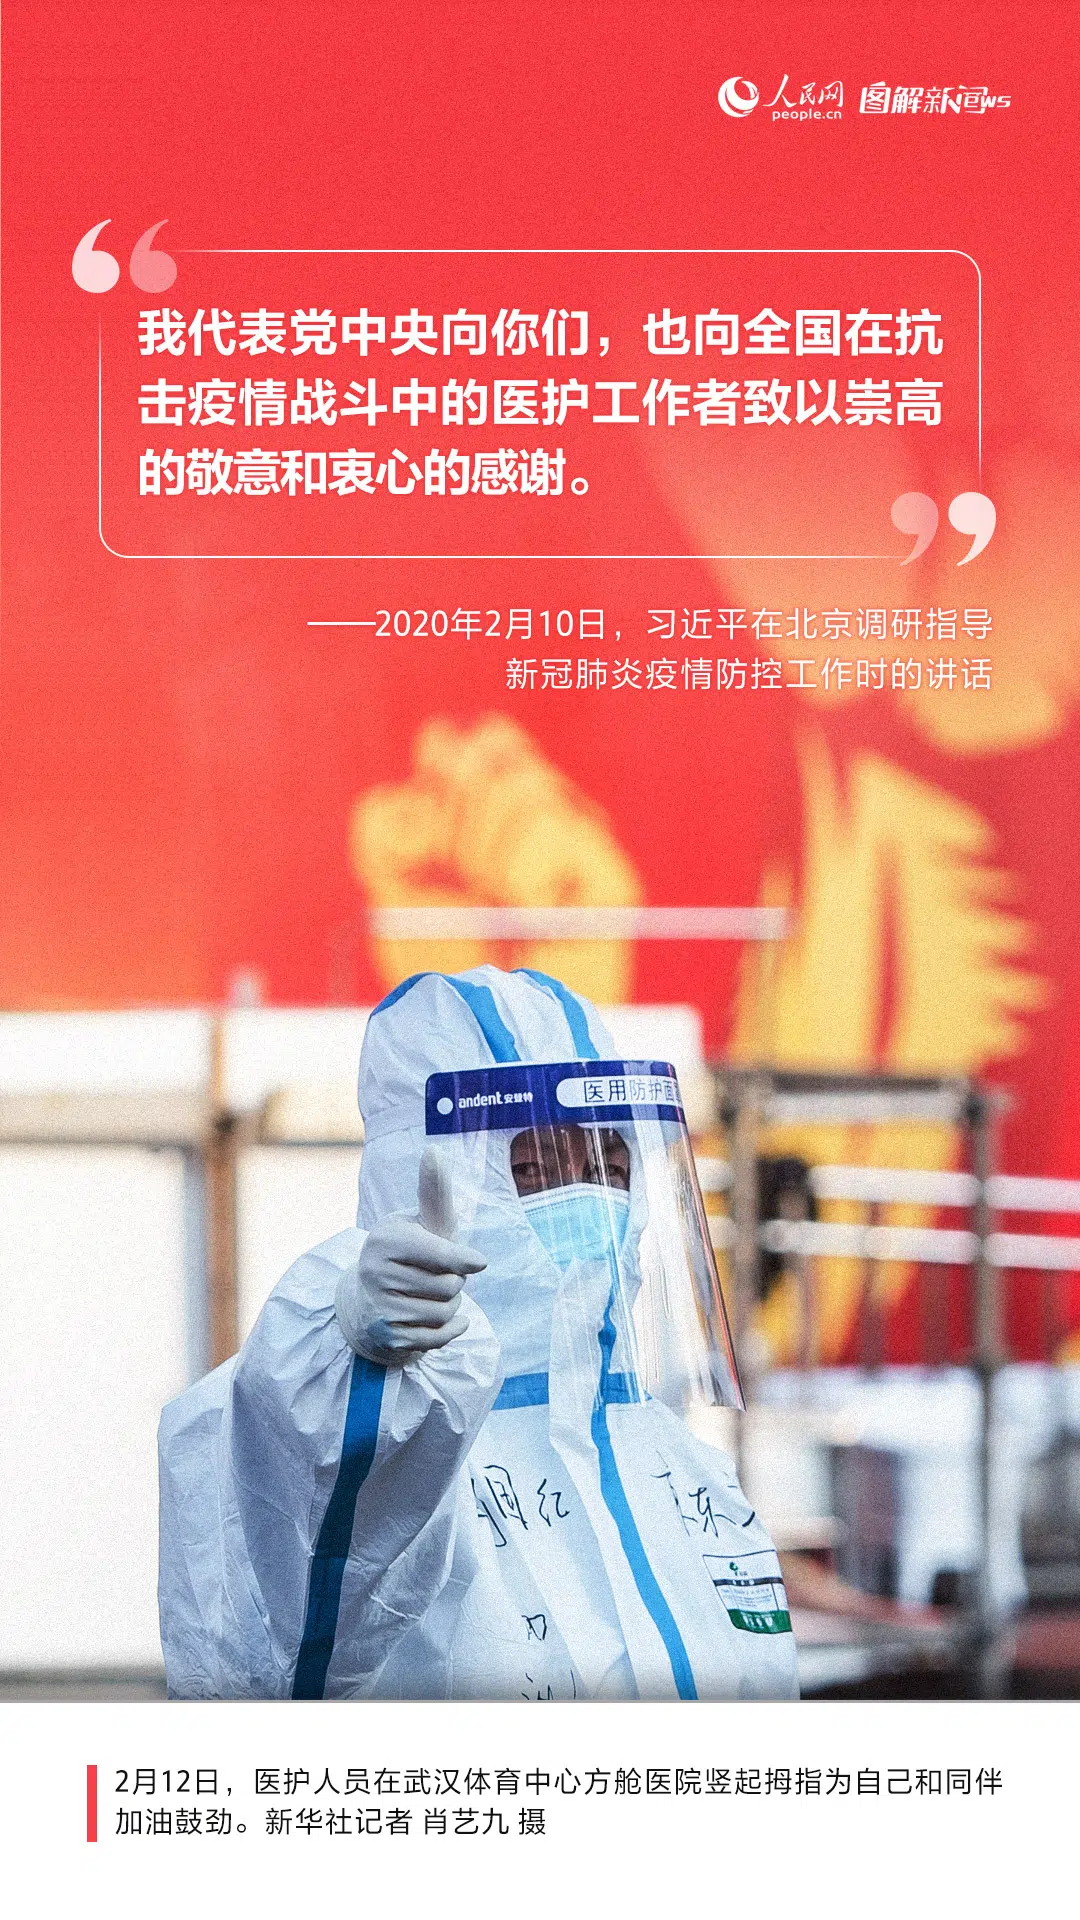 人民网
people.cn
图解新闻
news
我代表党中央向你们，也向全国在抗
击疫情战斗中的医护工作者致以崇高
的敬意和衷心的感谢。
——2020年2月10日，习近平在北京调研指导
新冠肺炎疫情防控工作时的讲话
andent 安登特
医用防护面
红
东
2月12日，医护人员在武汉体育中心方舱医院竖起拇指为自己和同伴
加油鼓劲。新华社记者 肖艺九 摄